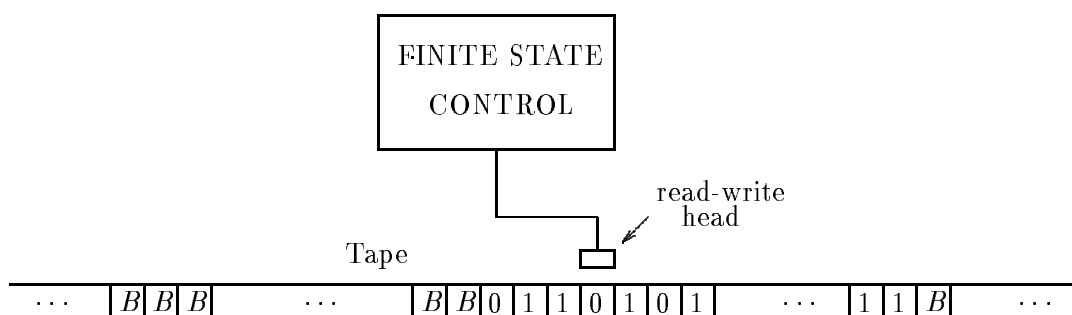 FINITE STATE
CONTROL
read-write
head
Tape
··· B B B ··· B B 0 1 1 0 1 0 1 ··· 1 1 B ···